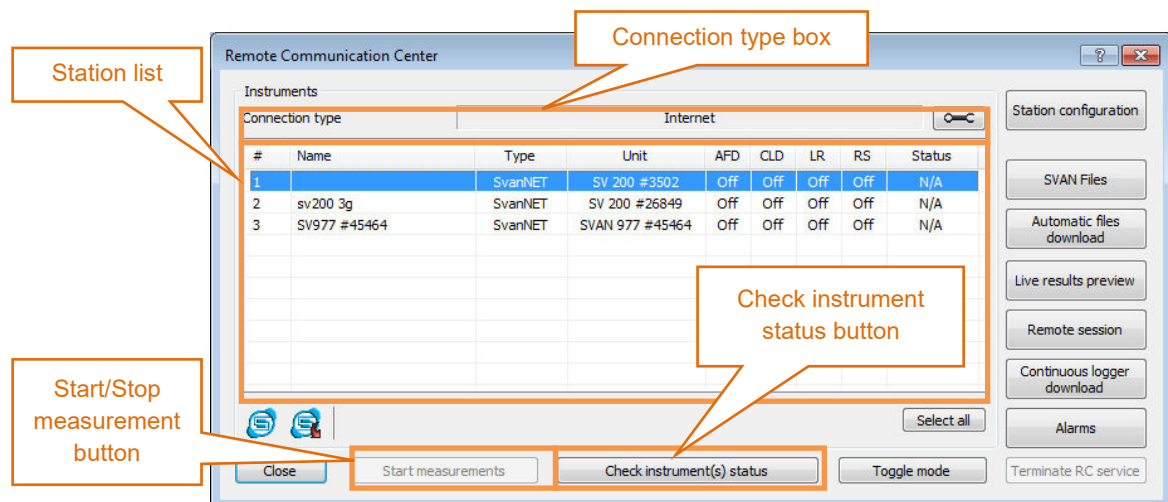 Connection type box
Station list
Remote Communication Center
Instruments
Connection type Internet
Station configuration
# Name Type Unit AFD CLD LR RS Status
1 SvanNET SV 200 #3502 Off Off Off Off N/A
2 sv200 3g SvanNET SV 200 #26849 Off Off Off Off N/A
3 SV977 #45464 SvanNET SVAN 977 #45464 Off Off Off Off N/A
SVAN Files
Automatic files
download
Live results preview
Check instrument
status button
Remote session
Continuous logger
download
Start/Stop
measurement
button
Select all
Alarms
Close Start measurements Check instrument(s) status Toggle mode Terminate RC service